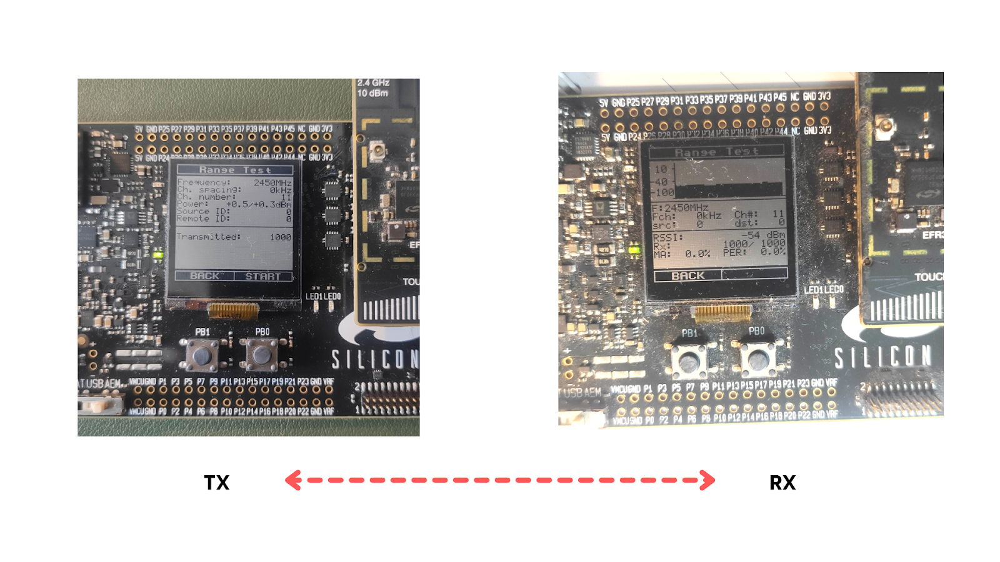 2.4 GHz
10 dBm
5V GND P25 P27 P29 P31 P33 P35 P37 P39 P41 P43 P45 NC GND 3V3
5V GND P24
NC GND 3V3
Range Test
Frequency: 2450MHz
Ch. spacing: 0kHz
Ch. number: 11
Power: +0.5/+0.3dBm
Source ID: 0
Remote ID: 0
Transmitted: 1000
BACK START
EFR
TOU
LED1 LED0
PB1 PB0
SILICON
USB AEM
VMCU GND P1 P3 P5 P7 P9 P11 P13 P15 P17 P19 P21 P23 GND VRF
VMCU GND P0 P2 P4 P6 P8 P10 P12 P14 P16 P18 P20 P22 GND VRF
2
1
5V GND P25 P27 P29 P31 P33 P35 P37 P39 P41 P43 P45 NC GND 3V3
5V GND P24 P26 P28 P30 P32 P34 P36 P38 P40 P42 P44 NC GND 3V3
Range Test
10
-40
-100
F:2450MHz
Fch: 0kHz Ch#: 11
src: 0 dst: 0
RSSI: -54 dBm
Rx: 1000/ 1000
MA: 0.0% PER: 0.0%
BACK
EFR3
TOUC
LED1 LED0
PB1 PB0
SILICON
T USB AEM
VMCU GND P1 P3 P5 P7 P9 P11 P13 P15 P17 P19 P21 P23 GND VRF
VMCU GND P0 P2 P4 P6 P8 P10 P12 P14 P16 P18 P20 P22 GND VRF
2
1
TX
RX